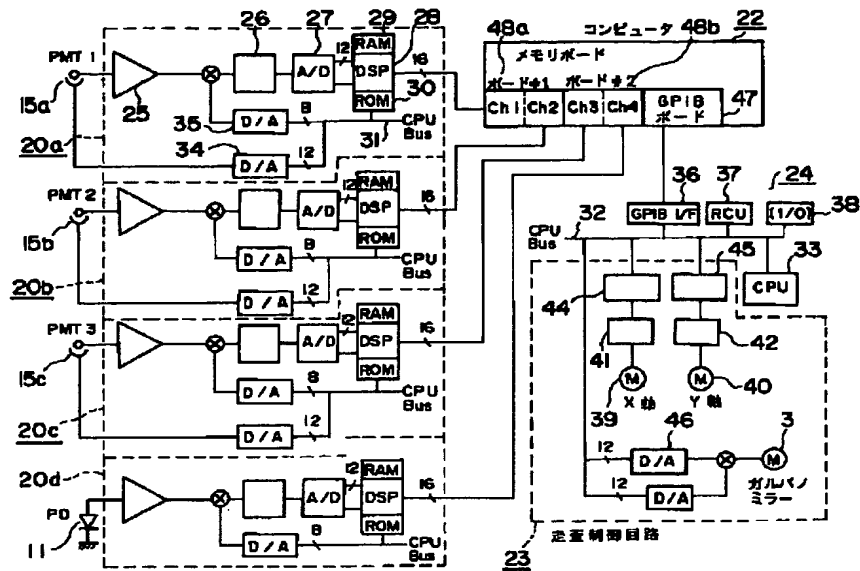 コンピュータ 22
48a メモリボード 48b
ボード#1 ボード#2
Ch1 Ch2 Ch3 Ch4 GPIB ボード 47
PMT 1
15a
25
26 27 12 29 28
RAM
A/D DSP 16
ROM 30
35 D/A 8 CPU Bus 31
34 D/A 12
20a
PMT 2
15b
12 RAM
A/D DSP 16
ROM
D/A 8 CPU Bus
D/A 12
20b
PMT 3
15c
12 RAM
A/D DSP 16
ROM
D/A 8 CPU Bus
D/A 12
20c
20d
PD
11
12 RAM
A/D DSP 16
ROM
D/A 8 CPU Bus
36 37 24
GPIB I/F RCU (I/O) 38
CPU Bus 32
45 33
44 CPU
41 42
M M
39 X軸 Y軸 40
46 3
12 D/A M
12 D/A ガルバノ
ミラー
23 走査制御回路